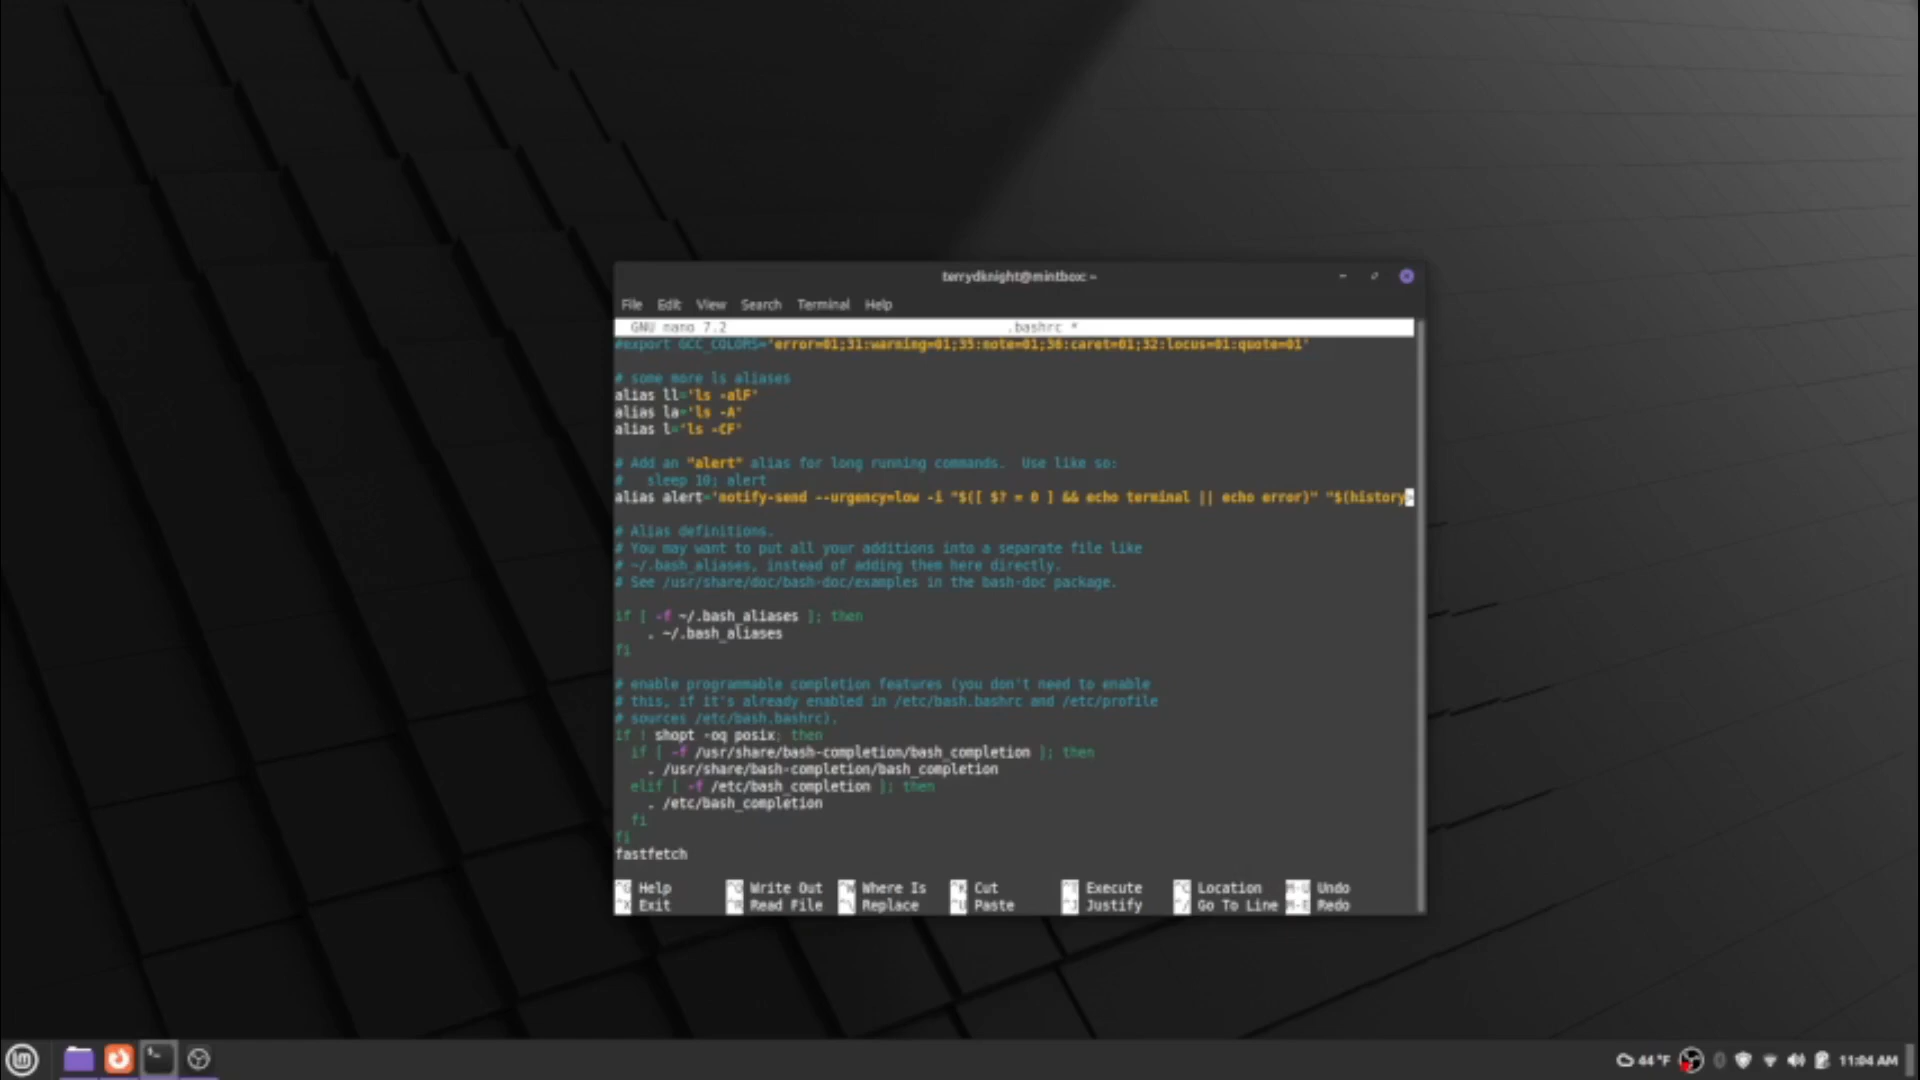 terrydknight@mintbox: ~
File Edit View Search Terminal Help
GNU nano 7.2 .bashrc *
#export GCC_COLORS='error=01;31:warning=01;35:note=01;36:caret=01;32:locus=01:quote=01'
# some more ls aliases
alias ll='ls -alF'
alias la='ls -A'
alias l='ls -CF'
# Add an "alert" alias for long running commands.  Use like so:
#   sleep 10; alert
alias alert='notify-send --urgency=low -i "$([ $? = 0 ] && echo terminal || echo error)" "$(history>
# Alias definitions.
# You may want to put all your additions into a separate file like
# ~/.bash_aliases, instead of adding them here directly.
# See /usr/share/doc/bash-doc/examples in the bash-doc package.
if [ -f ~/.bash_aliases ]; then
    . ~/.bash_aliases
fi
# enable programmable completion features (you don't need to enable
# this, if it's already enabled in /etc/bash.bashrc and /etc/profile
# sources /etc/bash.bashrc).
if ! shopt -oq posix; then
  if [ -f /usr/share/bash-completion/bash_completion ]; then
    . /usr/share/bash-completion/bash_completion
  elif [ -f /etc/bash_completion ]; then
    . /etc/bash_completion
  fi
fi
fastfetch
^G Help ^O Write Out ^W Where Is ^K Cut ^T Execute ^C Location M-U Undo
^X Exit ^R Read File ^\ Replace ^U Paste ^J Justify ^/ Go To Line M-E Redo
44 °F 11:04 AM